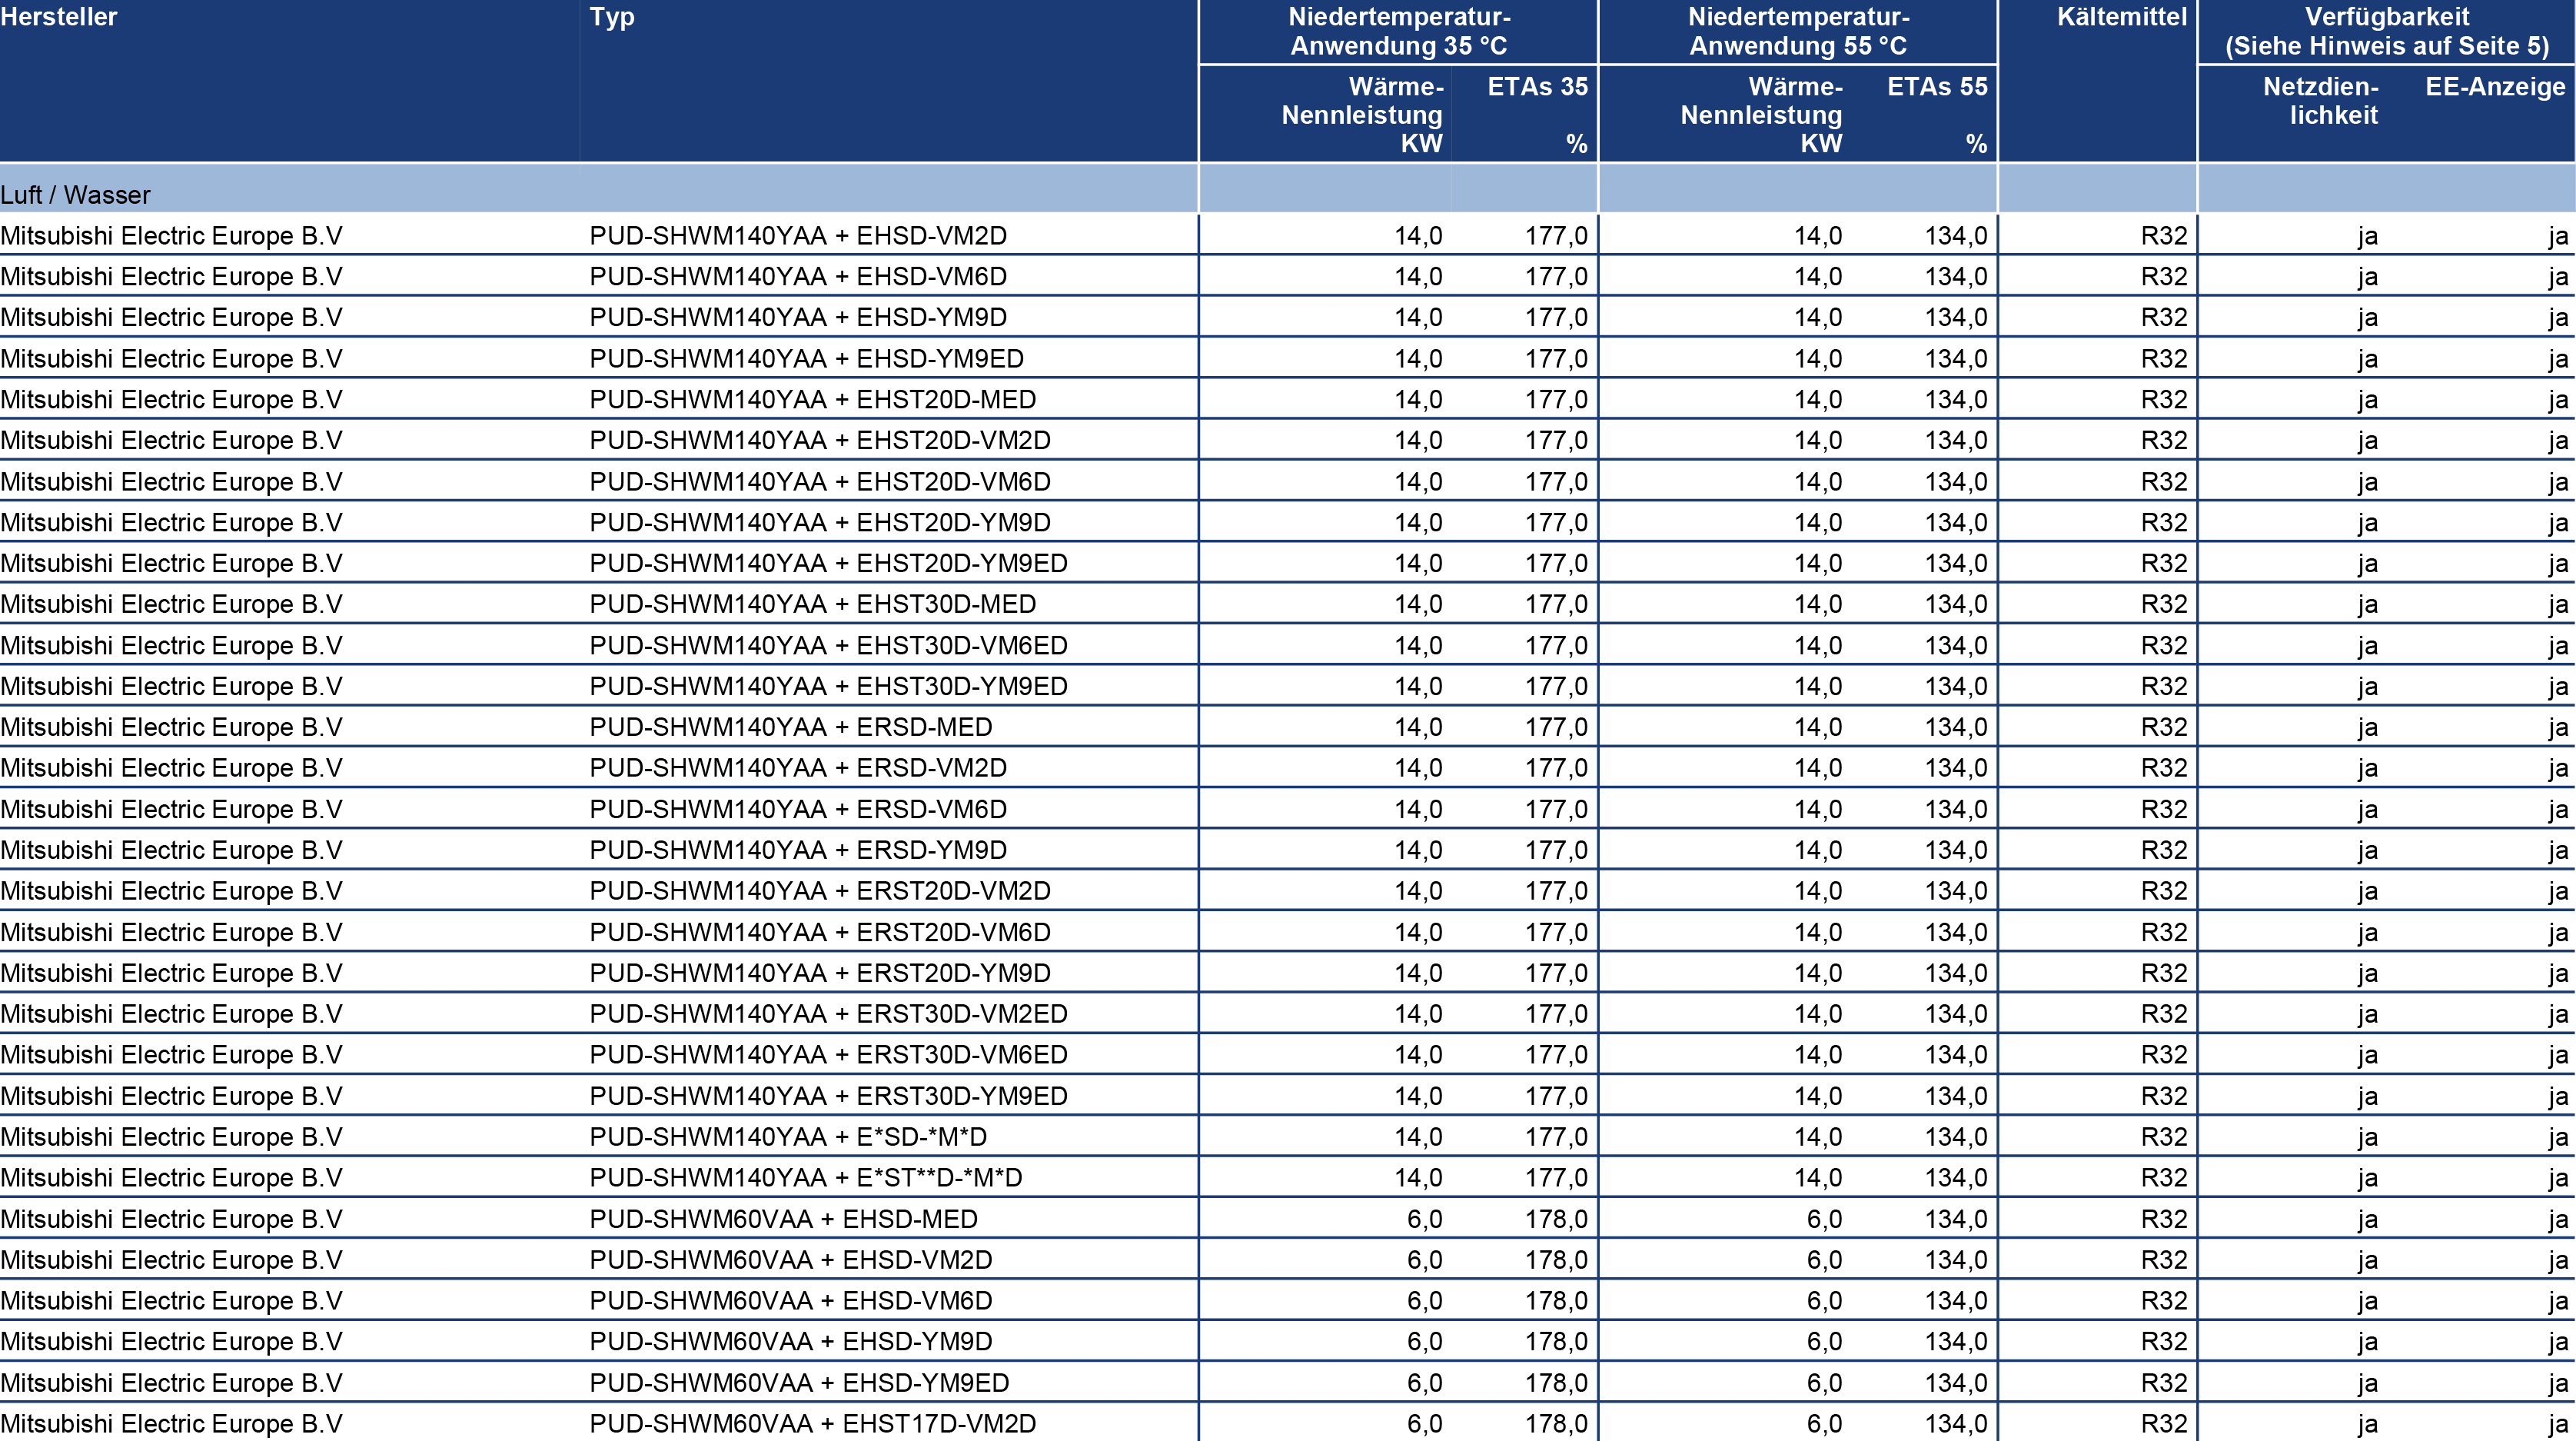 Hersteller Typ Niedertemperatur- Niedertemperatur- Kältemittel Verfügbarkeit
Anwendung 35 °C Anwendung 55 °C (Siehe Hinweis auf Seite 5)
Wärme- ETAs 35 Wärme- ETAs 55 Netzdien- EE-Anzeige
Nennleistung Nennleistung lichkeit
KW % KW %
Luft / Wasser
Mitsubishi Electric Europe B.V PUD-SHWM140YAA + EHSD-VM2D 14,0 177,0 14,0 134,0 R32 ja ja
Mitsubishi Electric Europe B.V PUD-SHWM140YAA + EHSD-VM6D 14,0 177,0 14,0 134,0 R32 ja ja
Mitsubishi Electric Europe B.V PUD-SHWM140YAA + EHSD-YM9D 14,0 177,0 14,0 134,0 R32 ja ja
Mitsubishi Electric Europe B.V PUD-SHWM140YAA + EHSD-YM9ED 14,0 177,0 14,0 134,0 R32 ja ja
Mitsubishi Electric Europe B.V PUD-SHWM140YAA + EHST20D-MED 14,0 177,0 14,0 134,0 R32 ja ja
Mitsubishi Electric Europe B.V PUD-SHWM140YAA + EHST20D-VM2D 14,0 177,0 14,0 134,0 R32 ja ja
Mitsubishi Electric Europe B.V PUD-SHWM140YAA + EHST20D-VM6D 14,0 177,0 14,0 134,0 R32 ja ja
Mitsubishi Electric Europe B.V PUD-SHWM140YAA + EHST20D-YM9D 14,0 177,0 14,0 134,0 R32 ja ja
Mitsubishi Electric Europe B.V PUD-SHWM140YAA + EHST20D-YM9ED 14,0 177,0 14,0 134,0 R32 ja ja
Mitsubishi Electric Europe B.V PUD-SHWM140YAA + EHST30D-MED 14,0 177,0 14,0 134,0 R32 ja ja
Mitsubishi Electric Europe B.V PUD-SHWM140YAA + EHST30D-VM6ED 14,0 177,0 14,0 134,0 R32 ja ja
Mitsubishi Electric Europe B.V PUD-SHWM140YAA + EHST30D-YM9ED 14,0 177,0 14,0 134,0 R32 ja ja
Mitsubishi Electric Europe B.V PUD-SHWM140YAA + ERSD-MED 14,0 177,0 14,0 134,0 R32 ja ja
Mitsubishi Electric Europe B.V PUD-SHWM140YAA + ERSD-VM2D 14,0 177,0 14,0 134,0 R32 ja ja
Mitsubishi Electric Europe B.V PUD-SHWM140YAA + ERSD-VM6D 14,0 177,0 14,0 134,0 R32 ja ja
Mitsubishi Electric Europe B.V PUD-SHWM140YAA + ERSD-YM9D 14,0 177,0 14,0 134,0 R32 ja ja
Mitsubishi Electric Europe B.V PUD-SHWM140YAA + ERST20D-VM2D 14,0 177,0 14,0 134,0 R32 ja ja
Mitsubishi Electric Europe B.V PUD-SHWM140YAA + ERST20D-VM6D 14,0 177,0 14,0 134,0 R32 ja ja
Mitsubishi Electric Europe B.V PUD-SHWM140YAA + ERST20D-YM9D 14,0 177,0 14,0 134,0 R32 ja ja
Mitsubishi Electric Europe B.V PUD-SHWM140YAA + ERST30D-VM2ED 14,0 177,0 14,0 134,0 R32 ja ja
Mitsubishi Electric Europe B.V PUD-SHWM140YAA + ERST30D-VM6ED 14,0 177,0 14,0 134,0 R32 ja ja
Mitsubishi Electric Europe B.V PUD-SHWM140YAA + ERST30D-YM9ED 14,0 177,0 14,0 134,0 R32 ja ja
Mitsubishi Electric Europe B.V PUD-SHWM140YAA + E*SD-*M*D 14,0 177,0 14,0 134,0 R32 ja ja
Mitsubishi Electric Europe B.V PUD-SHWM140YAA + E*ST**D-*M*D 14,0 177,0 14,0 134,0 R32 ja ja
Mitsubishi Electric Europe B.V PUD-SHWM60VAA + EHSD-MED 6,0 178,0 6,0 134,0 R32 ja ja
Mitsubishi Electric Europe B.V PUD-SHWM60VAA + EHSD-VM2D 6,0 178,0 6,0 134,0 R32 ja ja
Mitsubishi Electric Europe B.V PUD-SHWM60VAA + EHSD-VM6D 6,0 178,0 6,0 134,0 R32 ja ja
Mitsubishi Electric Europe B.V PUD-SHWM60VAA + EHSD-YM9D 6,0 178,0 6,0 134,0 R32 ja ja
Mitsubishi Electric Europe B.V PUD-SHWM60VAA + EHSD-YM9ED 6,0 178,0 6,0 134,0 R32 ja ja
Mitsubishi Electric Europe B.V PUD-SHWM60VAA + EHST17D-VM2D 6,0 178,0 6,0 134,0 R32 ja ja